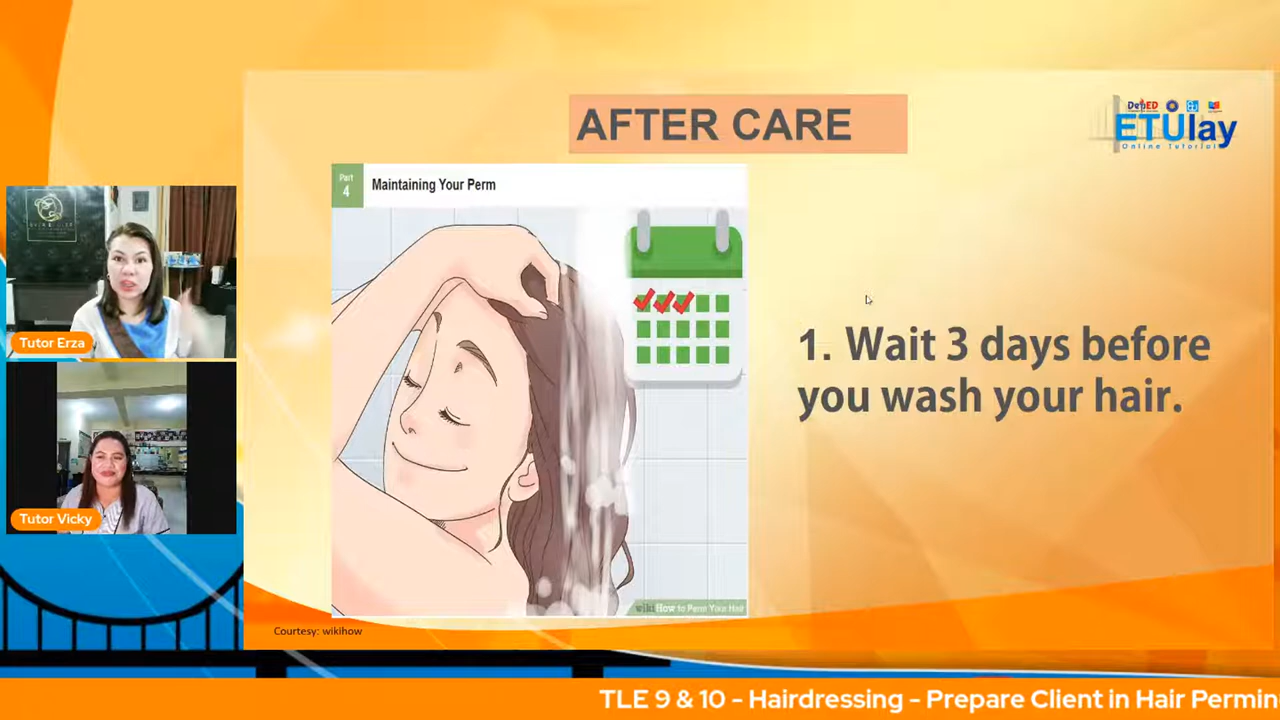 AFTER CARE
DepED
ETUlay
Online Tutorial
Part
4
Maintaining Your Perm
1. Wait 3 days before
you wash your hair.
Tutor Erza
Tutor Vicky
wikiHow to Perm Your Hair
Courtesy: wikihow
TLE 9 & 10 - Hairdressing - Prepare Client in Hair Permin